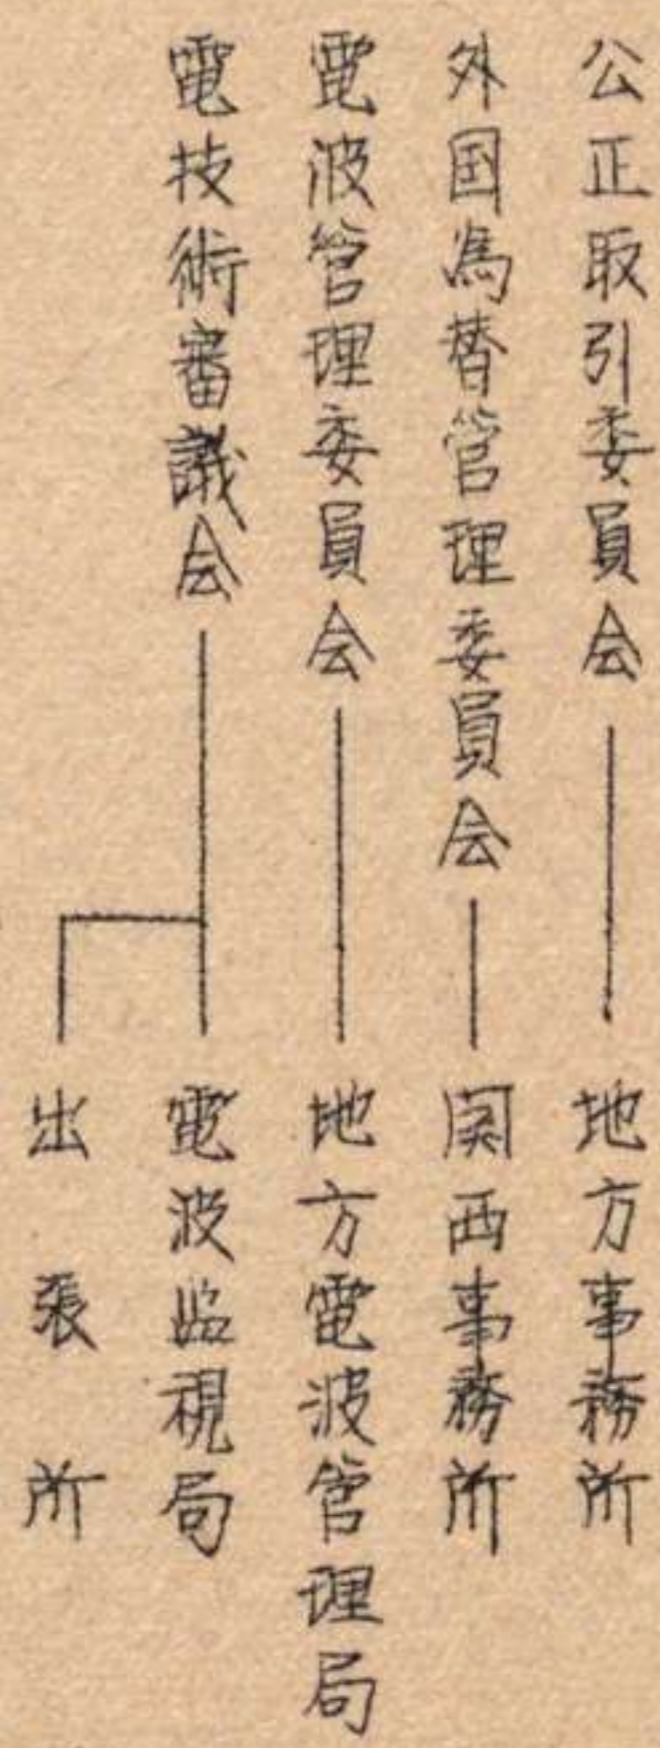 公正取引委員会 地方事務所
外国為替管理委員会 関西事務所
電波管理委員会 地方電波管理局
電技術審議会 電波監視局
出張所